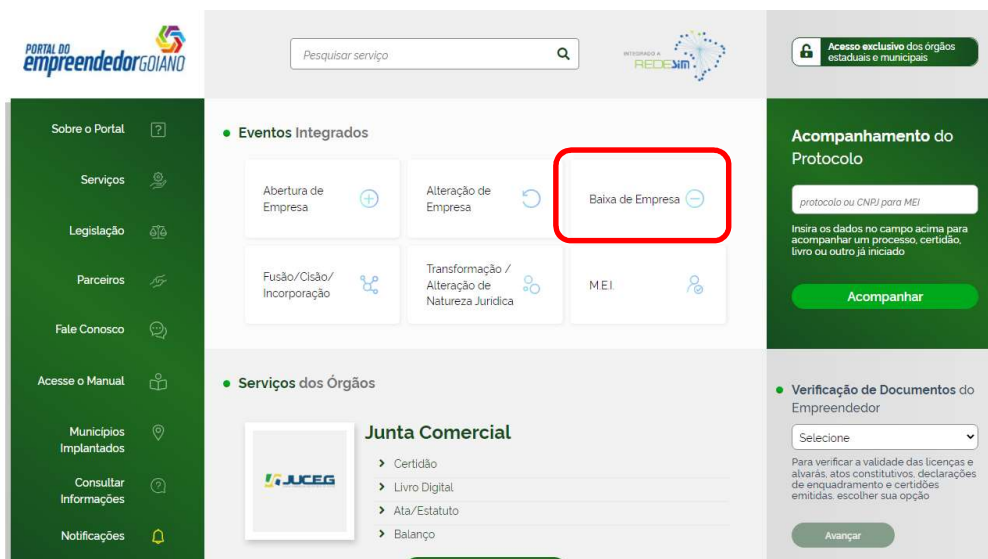 PORTAL DO
empreendedorGOIANO
Pesquisar serviço
INTEGRADO A
REDESim
Acesso exclusivo dos órgãos
estaduais e municipais
Sobre o Portal
Serviços
Legislação
Parceiros
Fale Conosco
Acesse o Manual
Municípios
Implantados
Consultar
Informações
Notificações
Eventos Integrados
Abertura de
Empresa
Alteração de
Empresa
Baixa de Empresa
Fusão/Cisão/
Incorporação
Transformação /
Alteração de
Natureza Jurídica
M.E.I.
Serviços dos Órgãos
JUCEG
Junta Comercial
Certidão
Livro Digital
Ata/Estatuto
Balanço
Acompanhamento do
Protocolo
protocolo ou CNPJ para MEI
Insira os dados no campo acima para
acompanhar um processo, certidão,
livro ou outro já iniciado
Acompanhar
Verificação de Documentos do
Empreendedor
Selecione
Para verificar a validade das licenças e
alvarás, atos constitutivos, declarações
de enquadramento e certidões
emitidas. escolher sua opção
Avançar